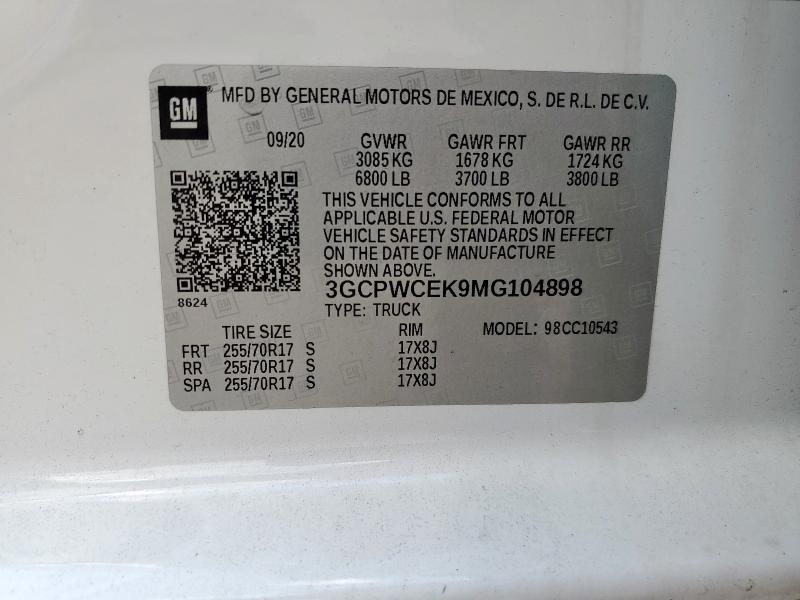 GM MFD BY GENERAL MOTORS DE MEXICO, S. DE R.L. DE C.V.
09/20 GVWR GAWR FRT GAWR RR
3085 KG 1678 KG 1724 KG
6800 LB 3700 LB 3800 LB
THIS VEHICLE CONFORMS TO ALL
APPLICABLE U.S. FEDERAL MOTOR
VEHICLE SAFETY STANDARDS IN EFFECT
ON THE DATE OF MANUFACTURE
SHOWN ABOVE.
8624
3GCPWCEK9MG104898
TYPE: TRUCK
TIRE SIZE RIM MODEL: 98CC10543
FRT 255/70R17 S 17X8J
RR 255/70R17 S 17X8J
SPA 255/70R17 S 17X8J